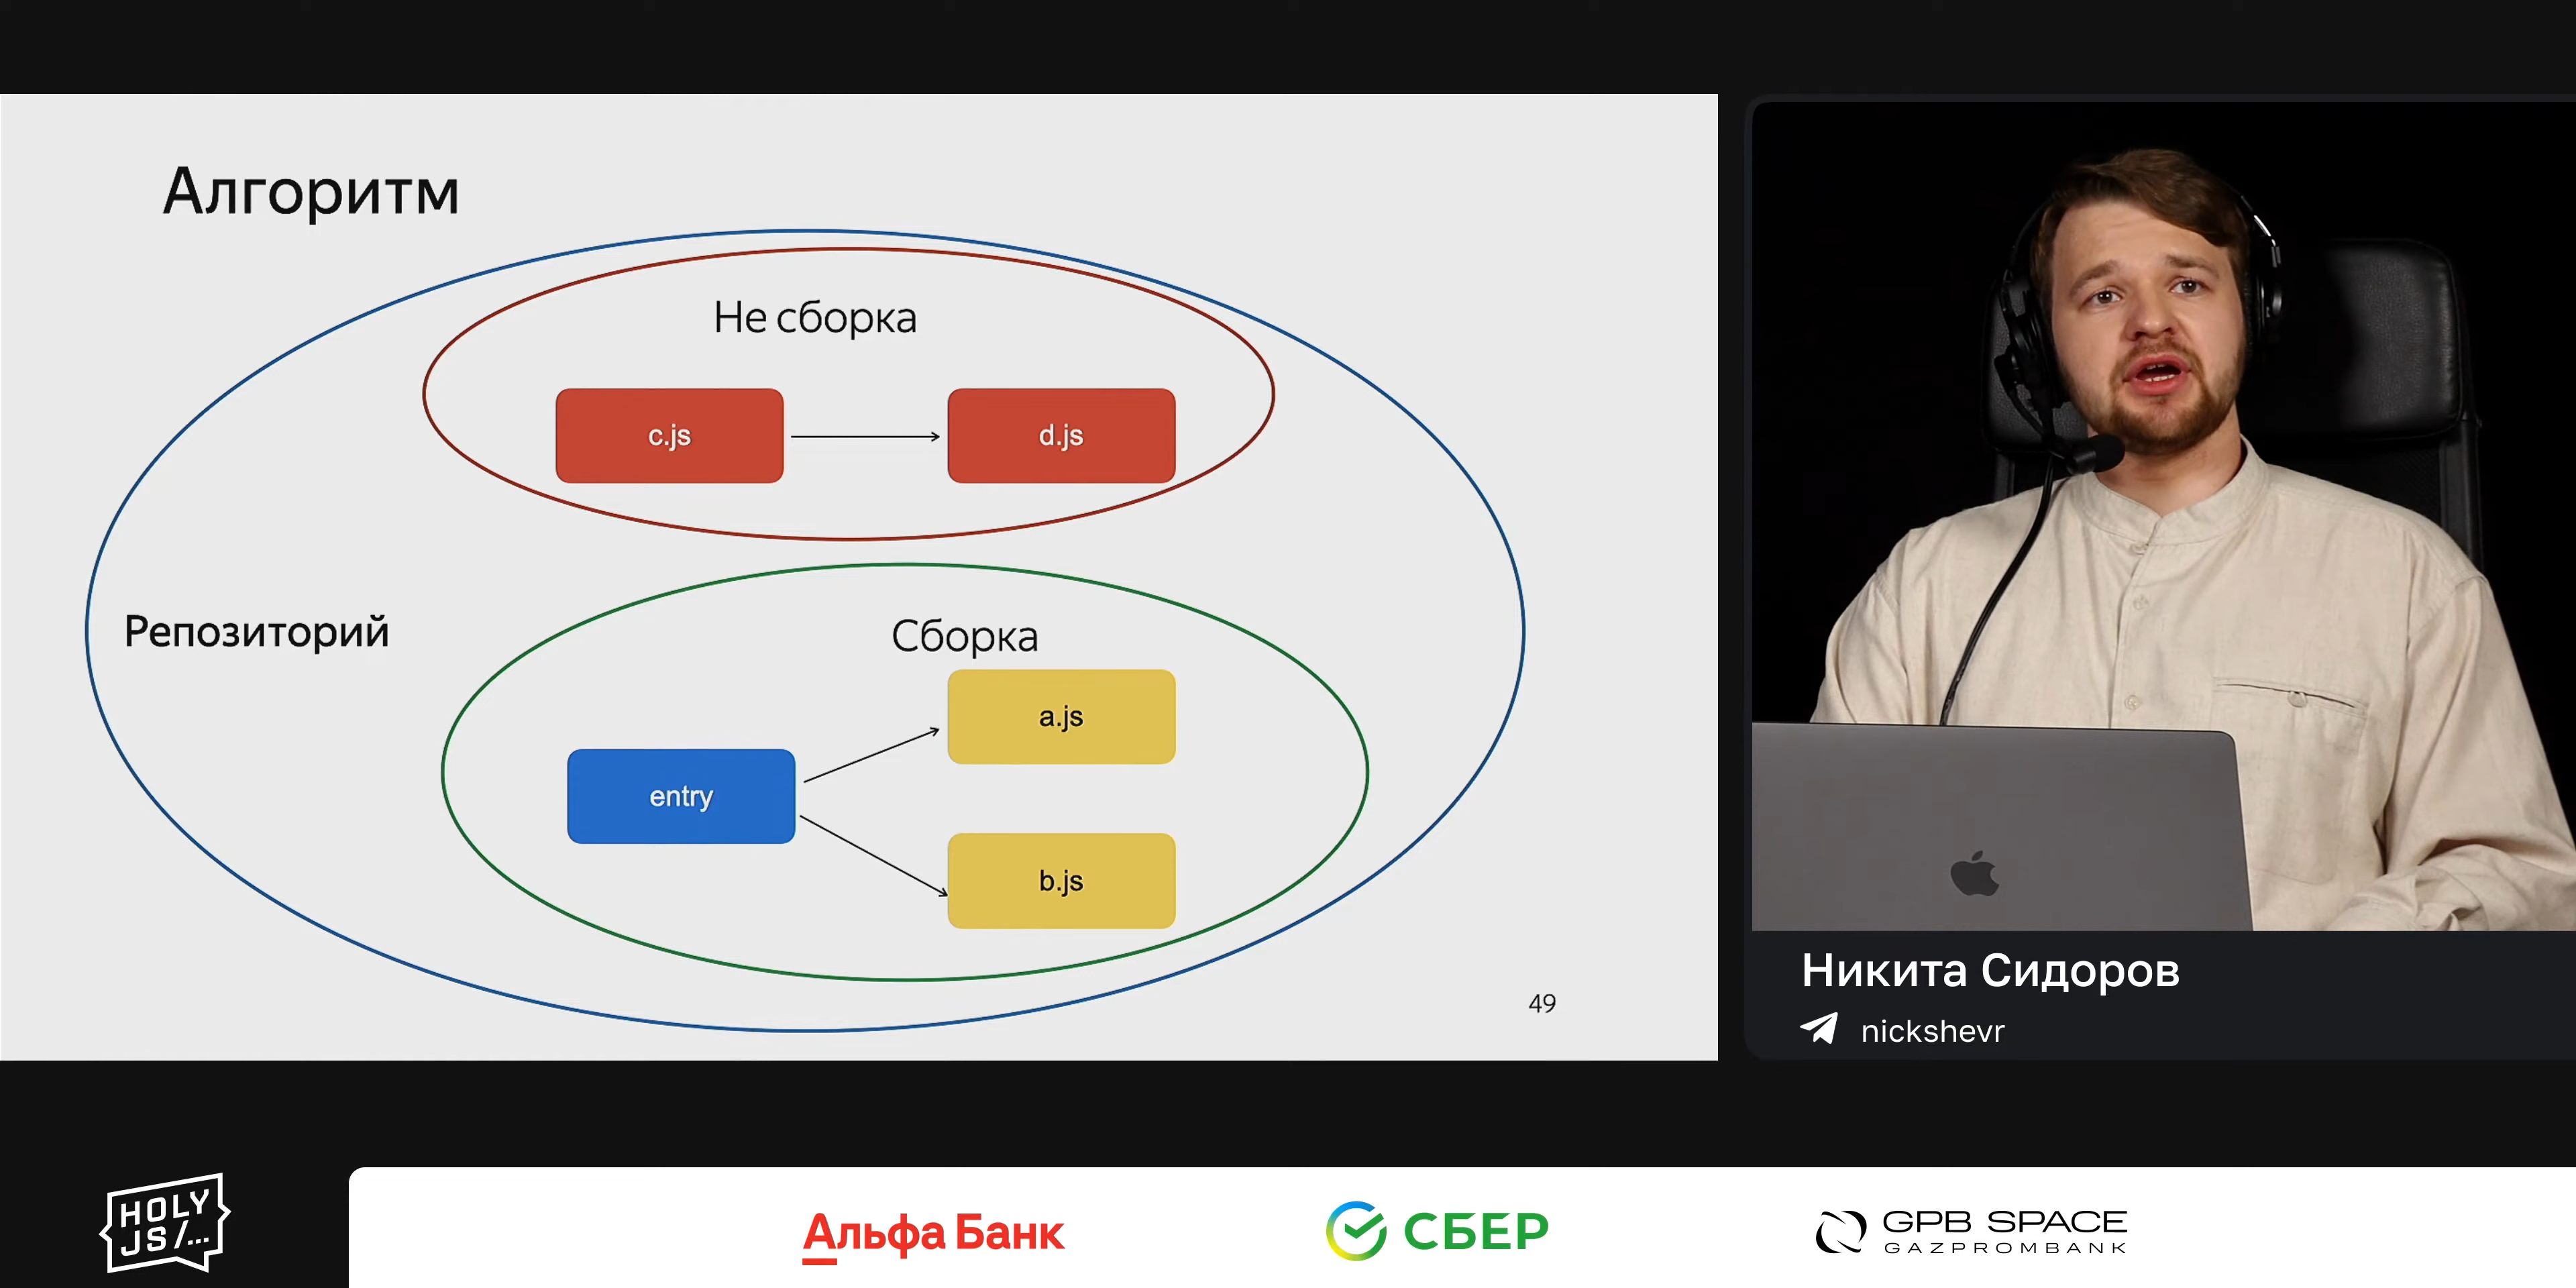 Алгоритм
Не сборка
c.js
d.js
Репозиторий
Сборка
a.js
entry
b.js
49
Никита Сидоров
nickshevr
HOLY
JS/...
Альфа Банк
СБЕР
GPB SPACE
GAZPROMBANK